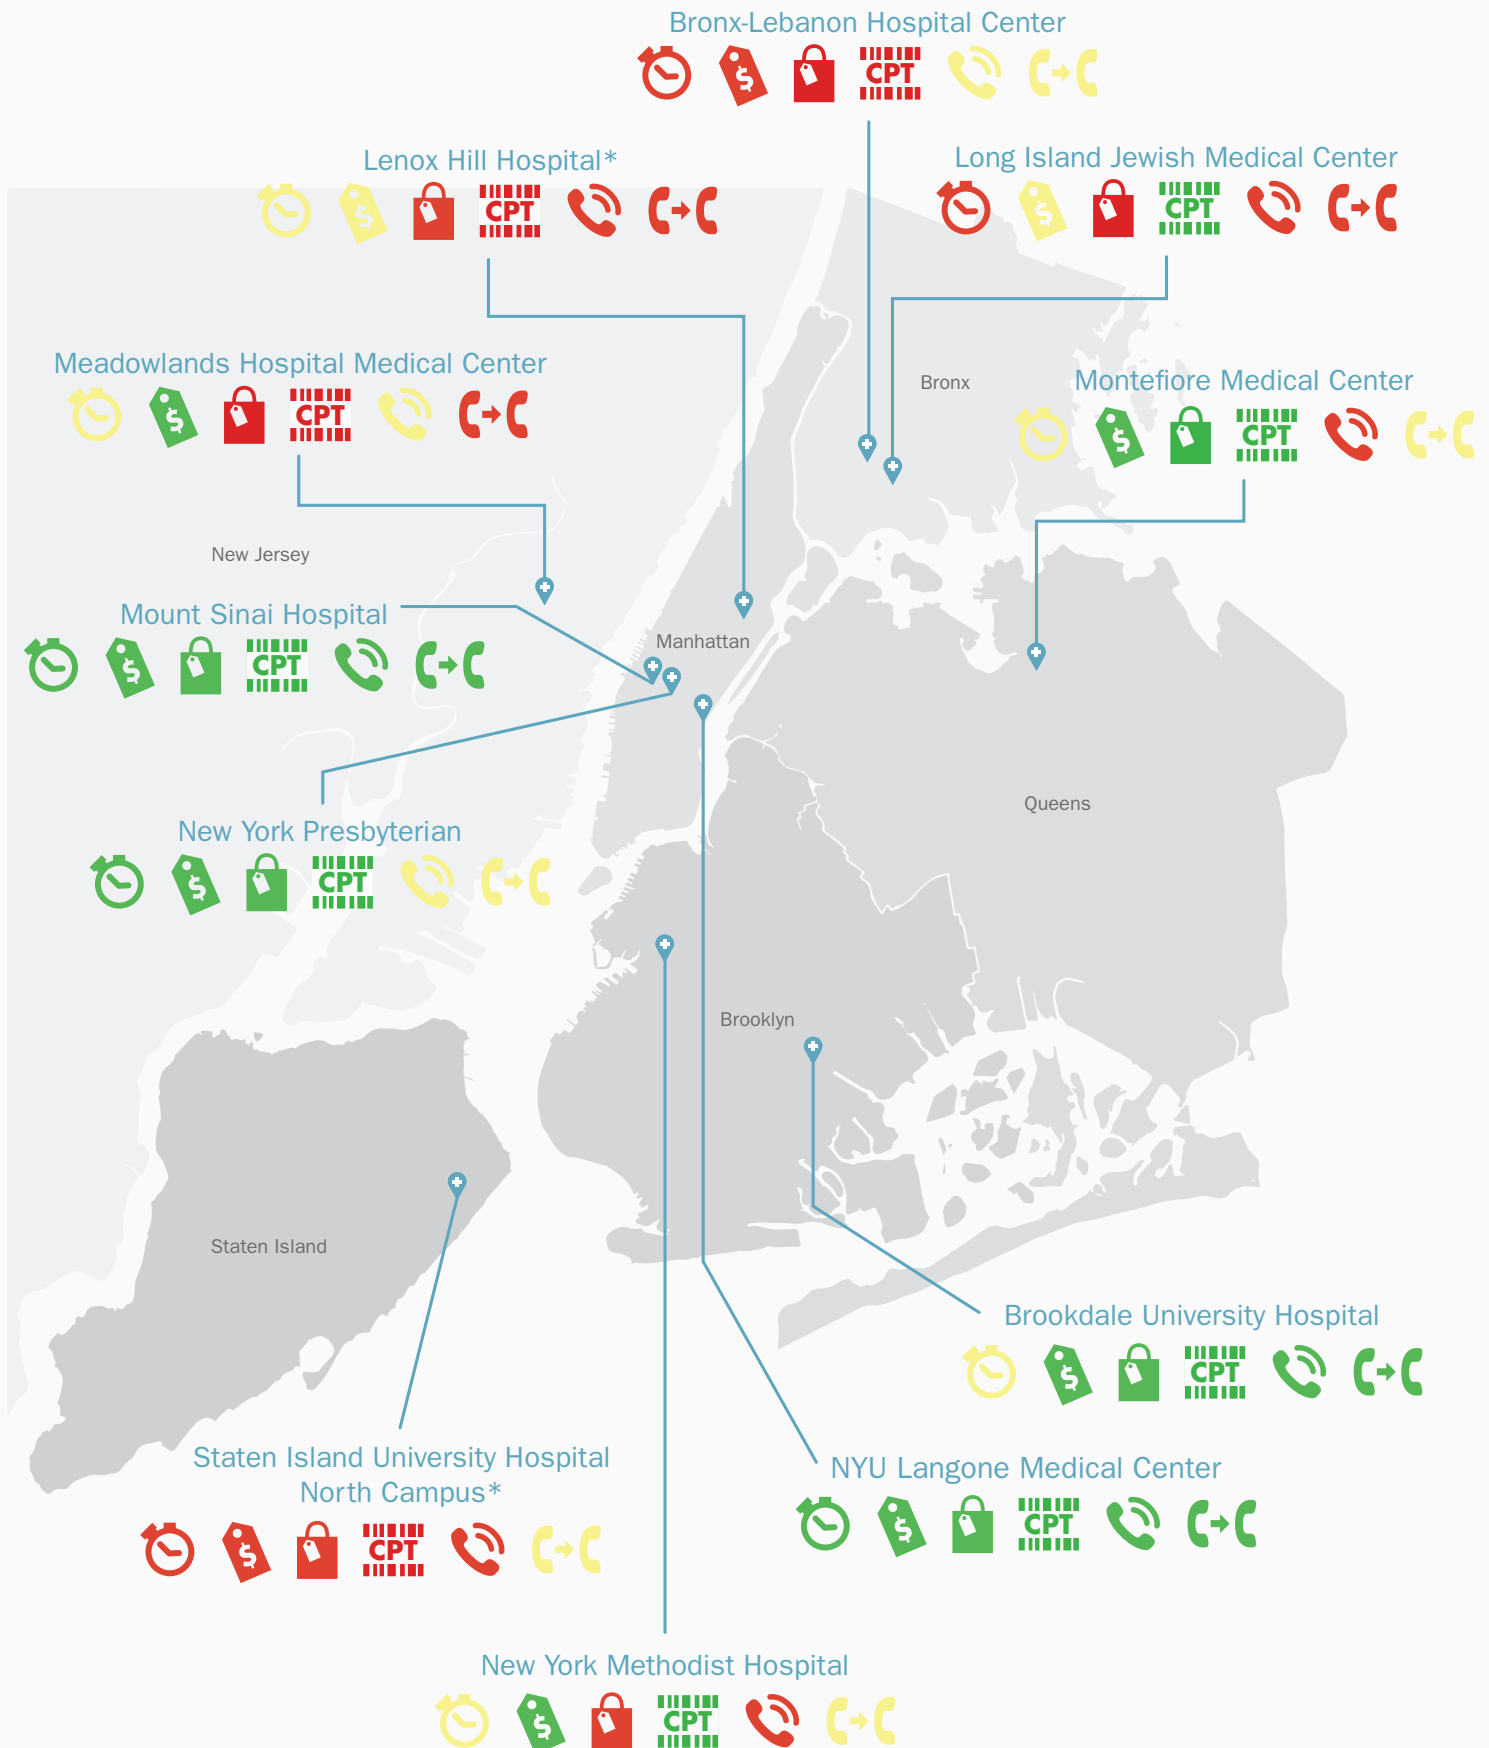 Bronx-Lebanon Hospital Center
$ CPT
Lenox Hill Hospital*
$ CPT
Long Island Jewish Medical Center
$ CPT
Meadowlands Hospital Medical Center
$ CPT
Bronx
Montefiore Medical Center
$ CPT
New Jersey
Mount Sinai Hospital
$ CPT
Manhattan
Queens
New York Presbyterian
$ CPT
Brooklyn
Staten Island
Brookdale University Hospital
$ CPT
Staten Island University Hospital
North Campus*
$ CPT
NYU Langone Medical Center
$ CPT
New York Methodist Hospital
$ CPT